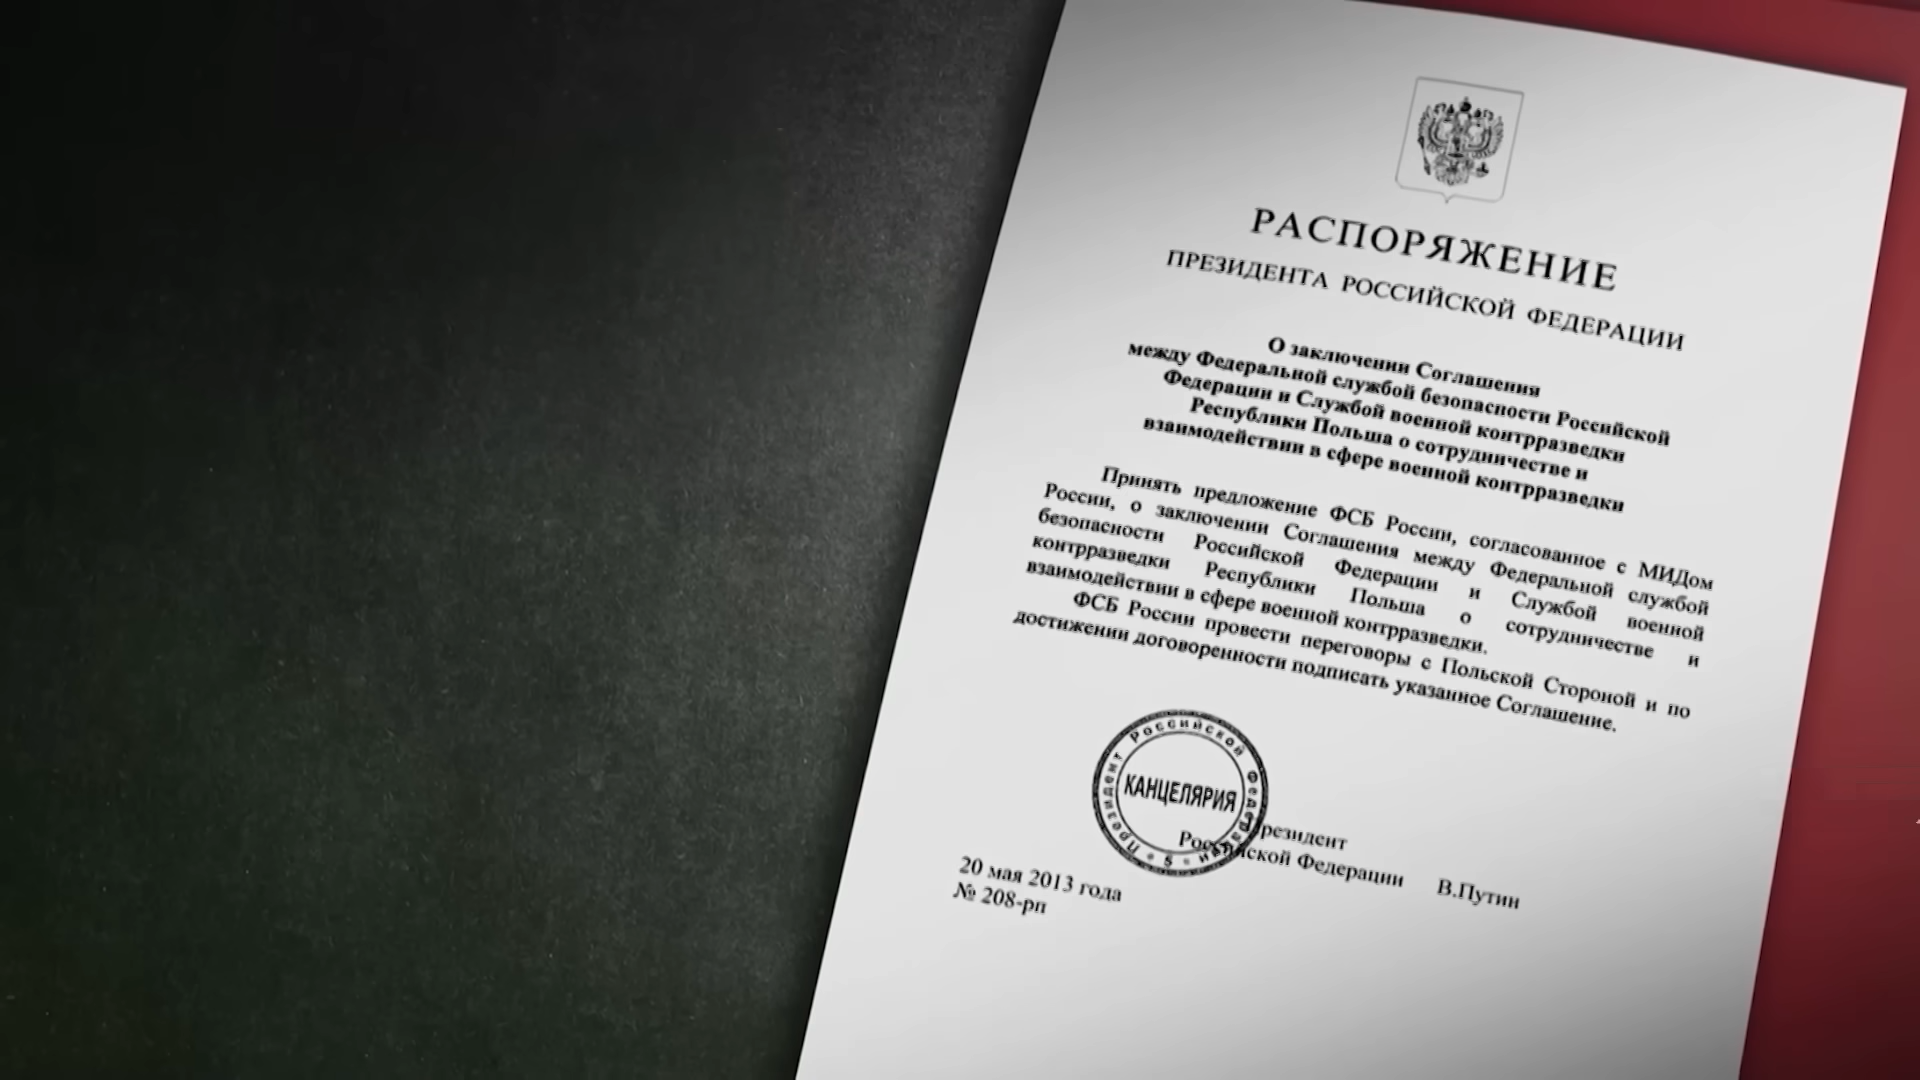 РАСПОРЯЖЕНИЕ
ПРЕЗИДЕНТА РОССИЙСКОЙ ФЕДЕРАЦИИ
О заключении Соглашения
между Федеральной службой безопасности Российской
Федерации и Службой военной контрразведки
Республики Польша о сотрудничестве и
взаимодействии в сфере военной контрразведки
Принять предложение ФСБ России, согласованное с МИДом
России, о заключении Соглашения между Федеральной службой
безопасности Российской Федерации и Службой военной
контрразведки Республики Польша о сотрудничестве и
взаимодействии в сфере военной контрразведки.
ФСБ России провести переговоры с Польской Стороной и по
достижении договоренности подписать указанное Соглашение.
Президент Российской Федерации * 5 *
КАНЦЕЛЯРИЯ
Президент
Российской Федерации В.Путин
20 мая 2013 года
№ 208-рп